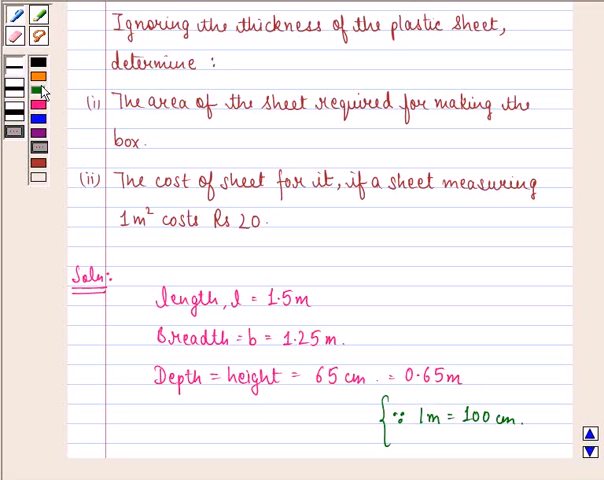 Ignoring the thickness of the plastic sheet,
determine :
(i) The area of the sheet required for making the
box.
(ii) The cost of sheet for it, if a sheet measuring
1m² costs Rs 20.
Soln:
length, l = 1.5m
Breadth = b = 1.25 m.
Depth = height = 65 cm. = 0.65m
{∵ 1m = 100 cm.